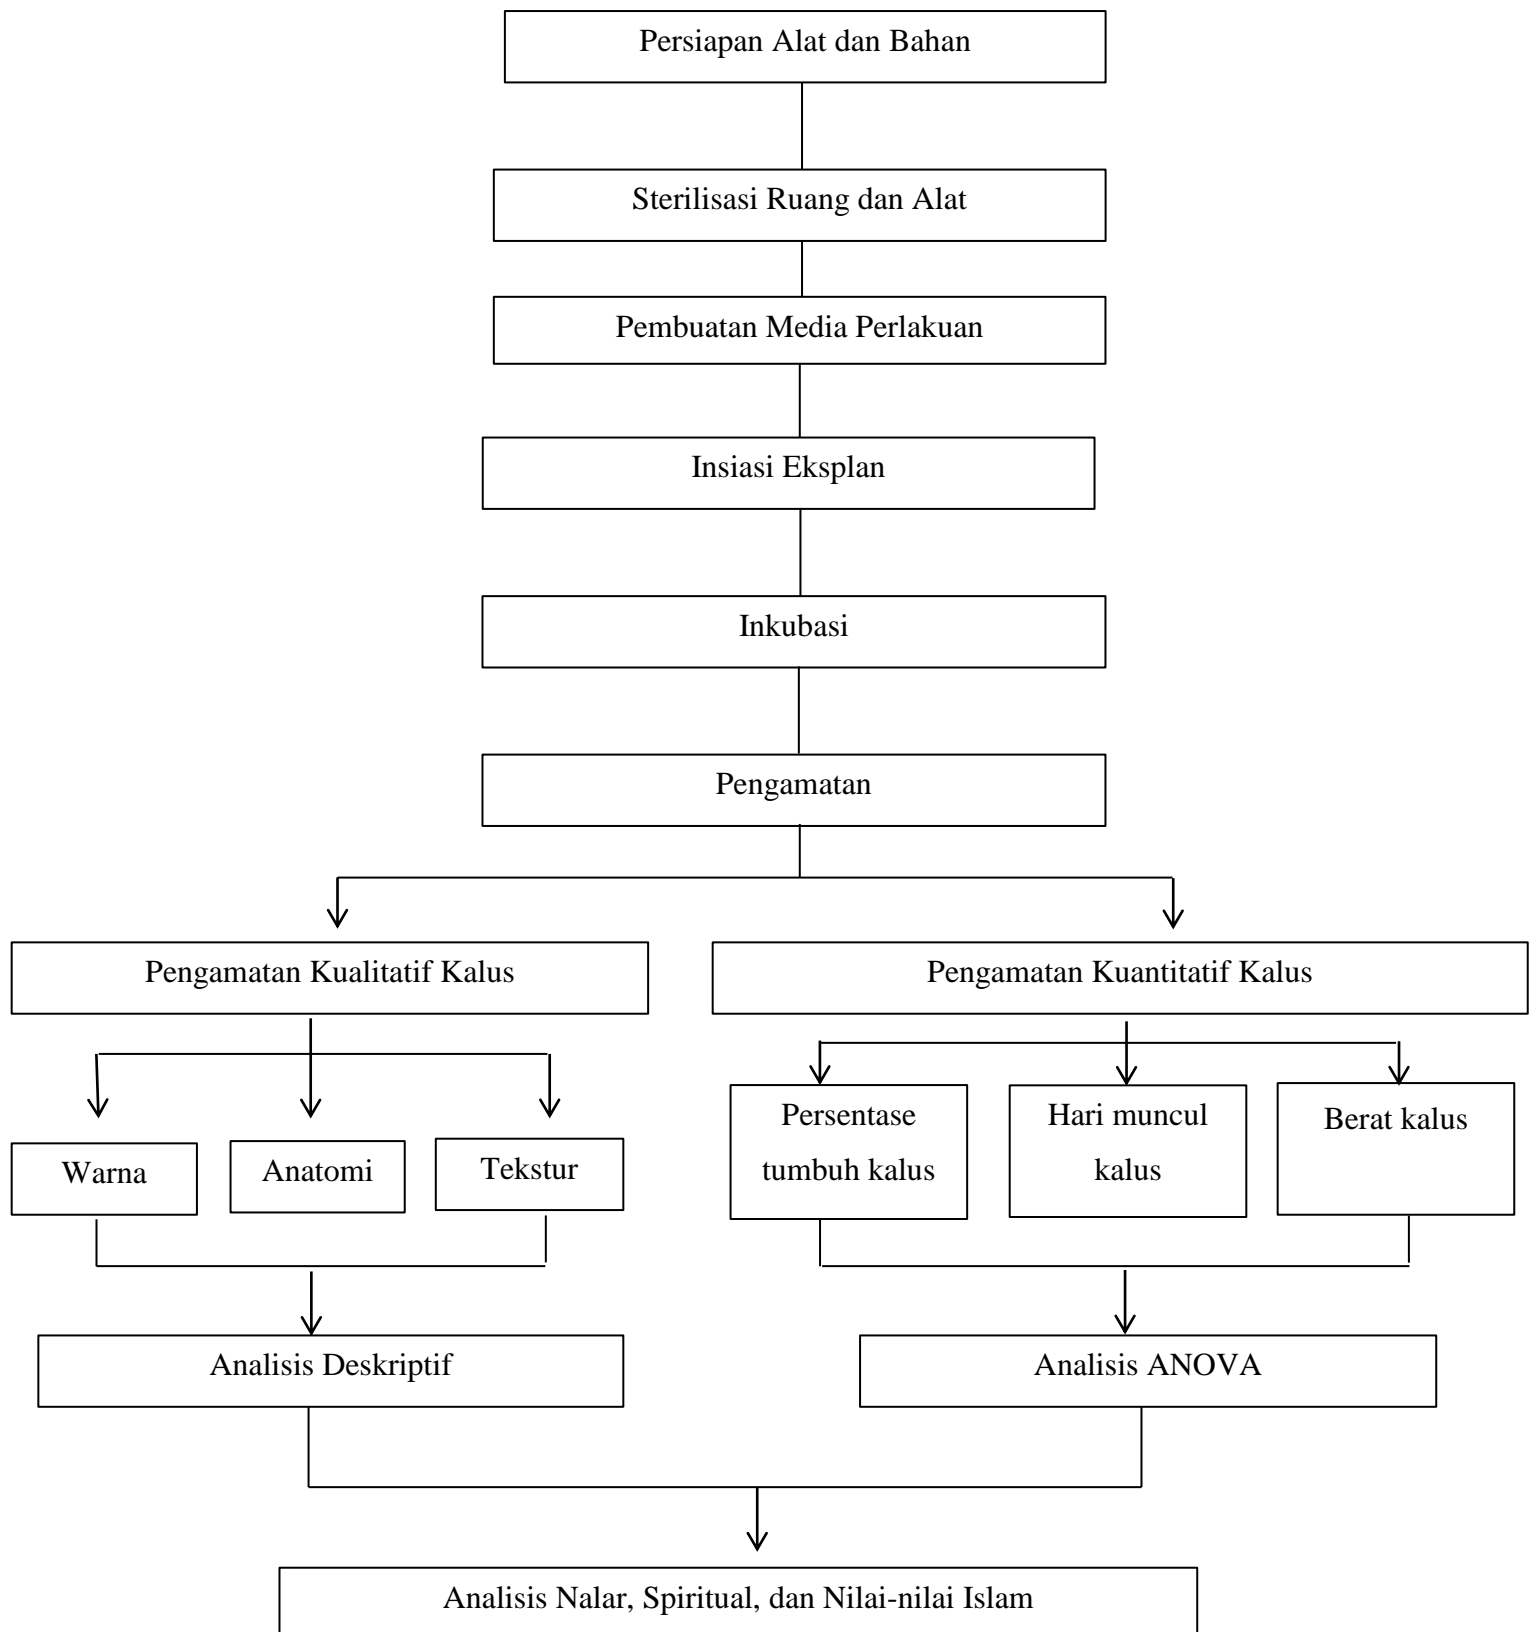 Persiapan Alat dan Bahan
Sterilisasi Ruang dan Alat
Pembuatan Media Perlakuan
Insiasi Eksplan
Inkubasi
Pengamatan
Pengamatan Kualitatif Kalus
Pengamatan Kuantitatif Kalus
Warna
Anatomi
Tekstur
Persentase
tumbuh kalus
Hari muncul
kalus
Berat kalus
Analisis Deskriptif
Analisis ANOVA
Analisis Nalar, Spiritual, dan Nilai-nilai Islam